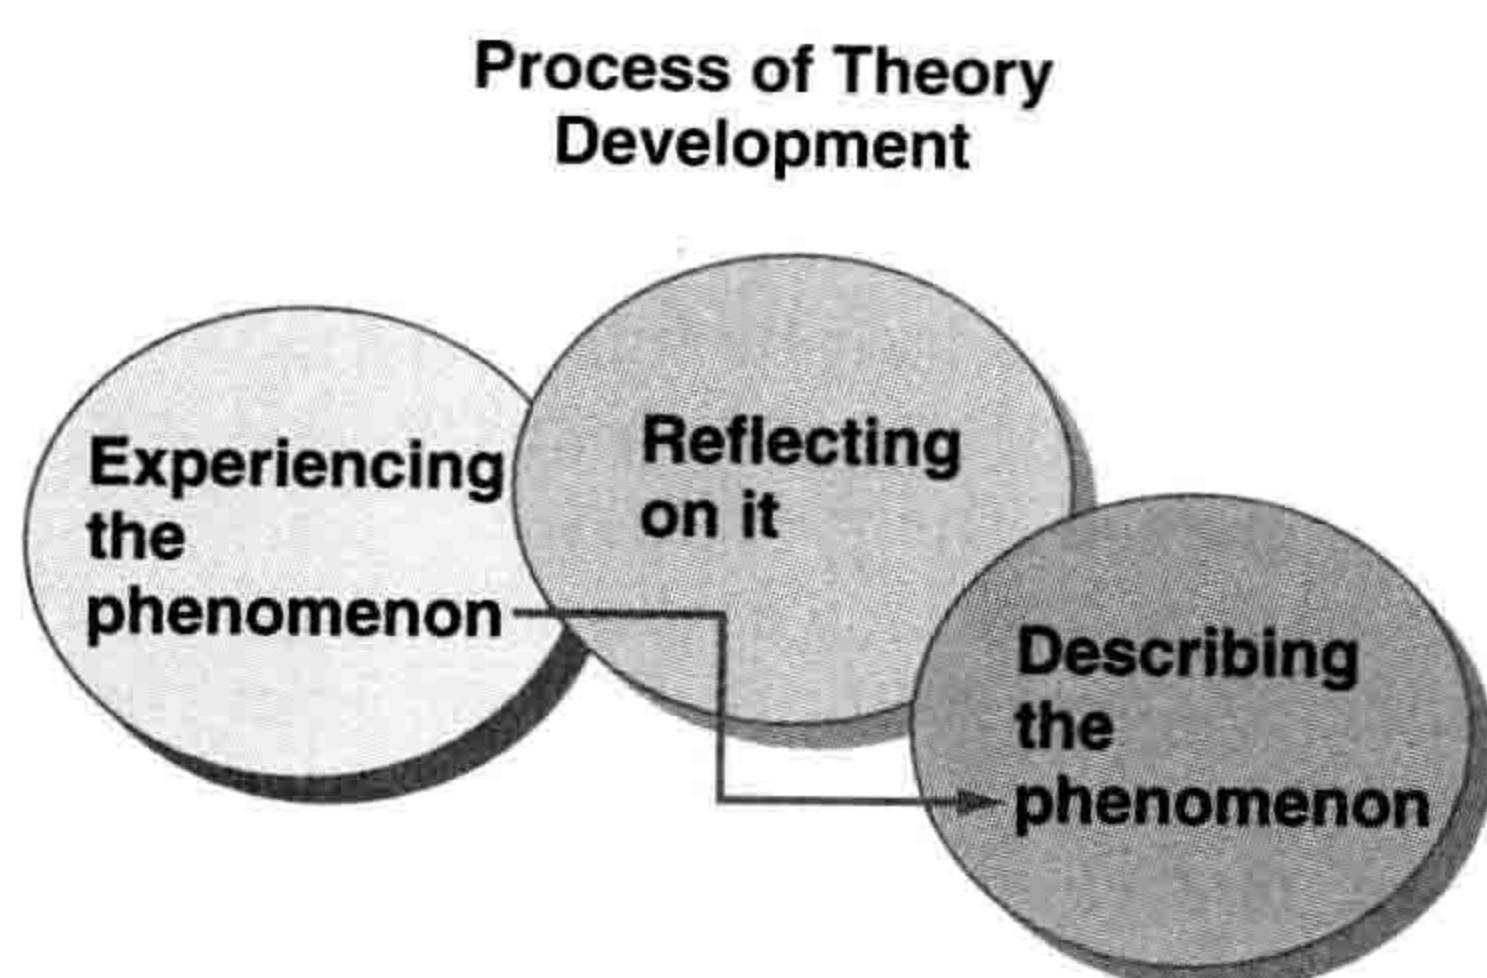 Process of Theory
Development
Experiencing
the
phenomenon
Reflecting
on it
Describing
the
phenomenon